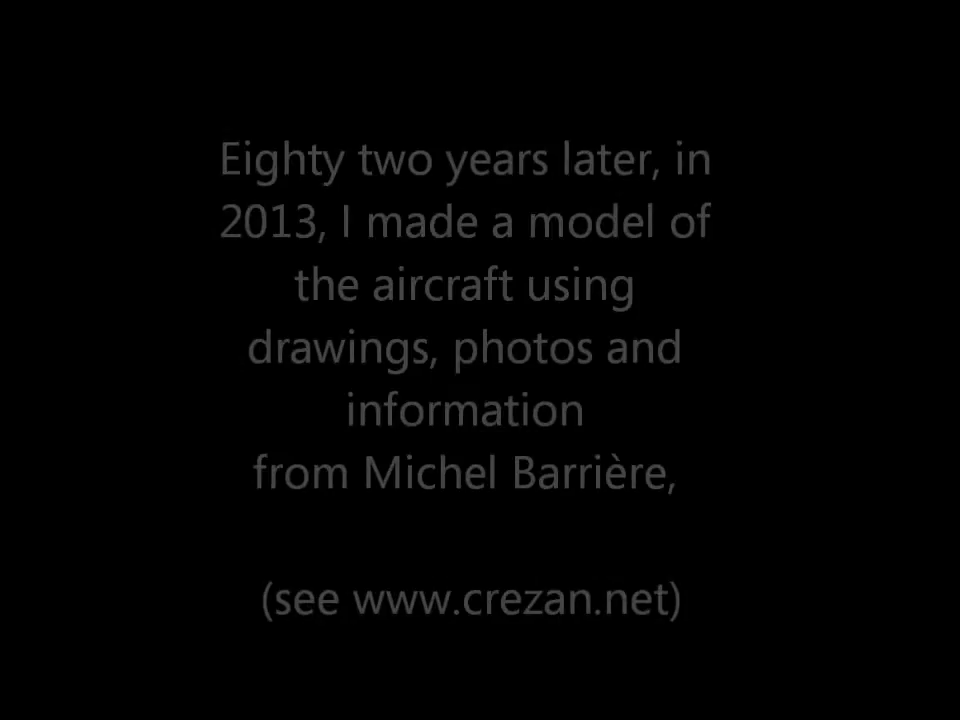 Eighty two years later, in
2013, I made a model of
the aircraft using
drawings, photos and
information
from Michel Barrière,
(see www.crezan.net)